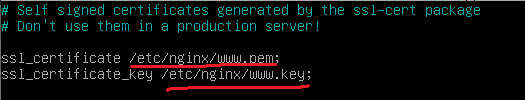 # Self signed certificates generated by the ssl-cert package
# Don't use them in a production server!
ssl_certificate /etc/nginx/www.pem;
ssl_certificate_key /etc/nginx/www.key;